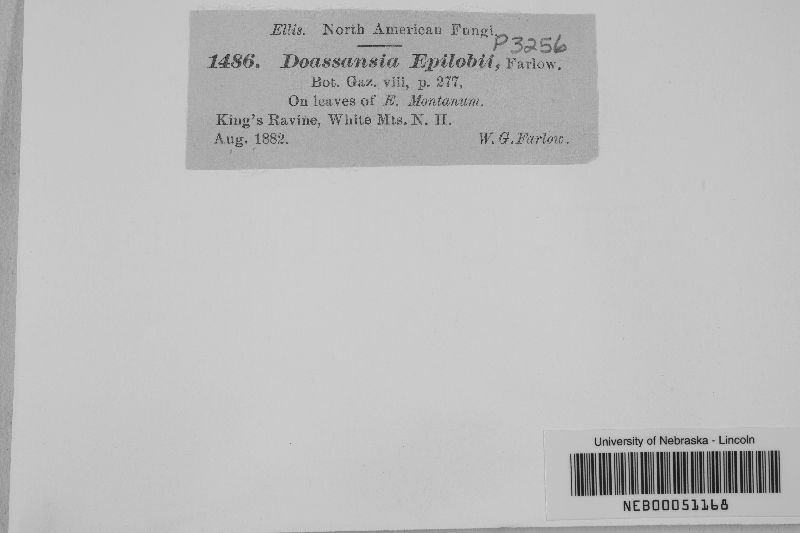 Ellis. North American Fungi.
P3256
1486. Doassansia Epilobii, Farlow.
Bot. Gaz. viii, p. 277,
On leaves of E. Montanum.
King's Ravine, White Mts. N. H.
Aug. 1882. W. G. Farlow.
University of Nebraska - Lincoln
NEB00051168